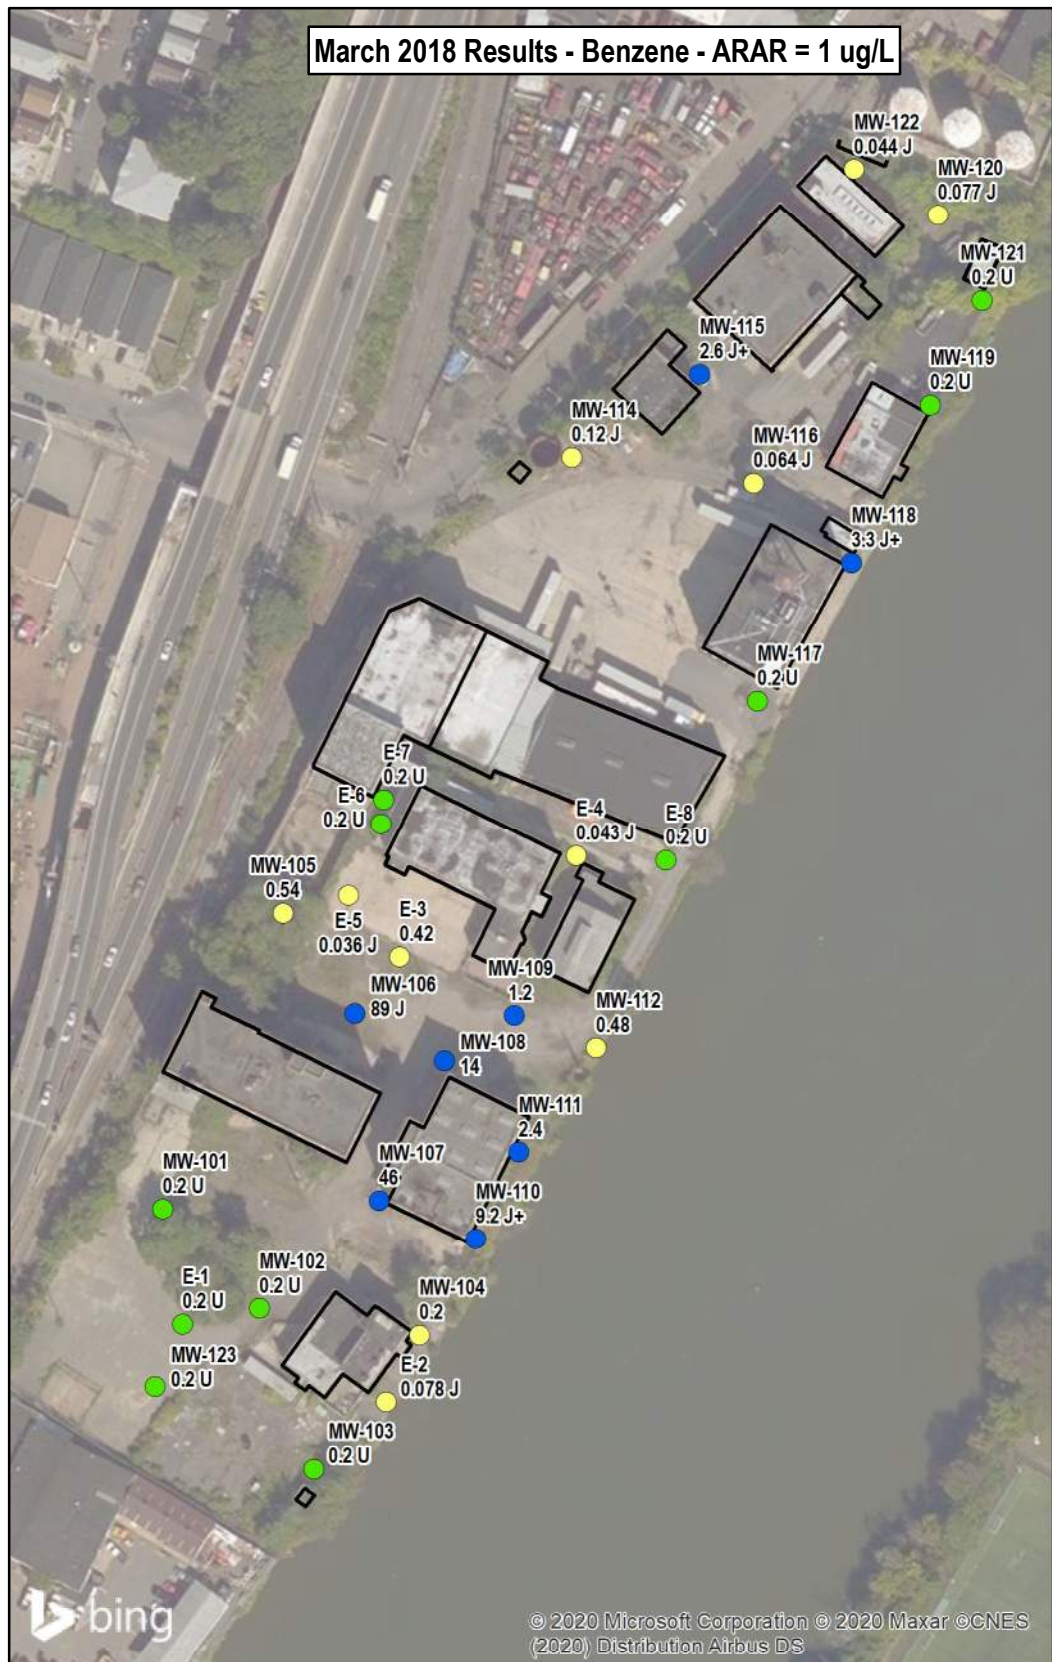 March 2018 Results - Benzene - ARAR = 1 ug/L
MW-122
0.044 J
MW-120
0.077 J
MW-121
0.2 U
MW-115
2.6 J+
MW-119
0.2 U
MW-114
0.12 J
MW-116
0.064 J
MW-118
3.3 J+
MW-117
0.2 U
E-7
0.2 U
E-6
0.2 U
E-4
0.043 J
E-8
0.2 U
MW-105
0.54
E-5
0.036 J
E-3
0.42
MW-106
89 J
MW-109
1.2
MW-112
0.48
MW-108
14
MW-111
2.4
MW-107
46
MW-101
0.2 U
MW-110
9.2 J+
MW-102
0.2 U
E-1
0.2 U
MW-104
0.2
MW-123
0.2 U
E-2
0.078 J
MW-103
0.2 U
bing
© 2020 Microsoft Corporation © 2020 Maxar ©CNES
(2020) Distribution Airbus DS